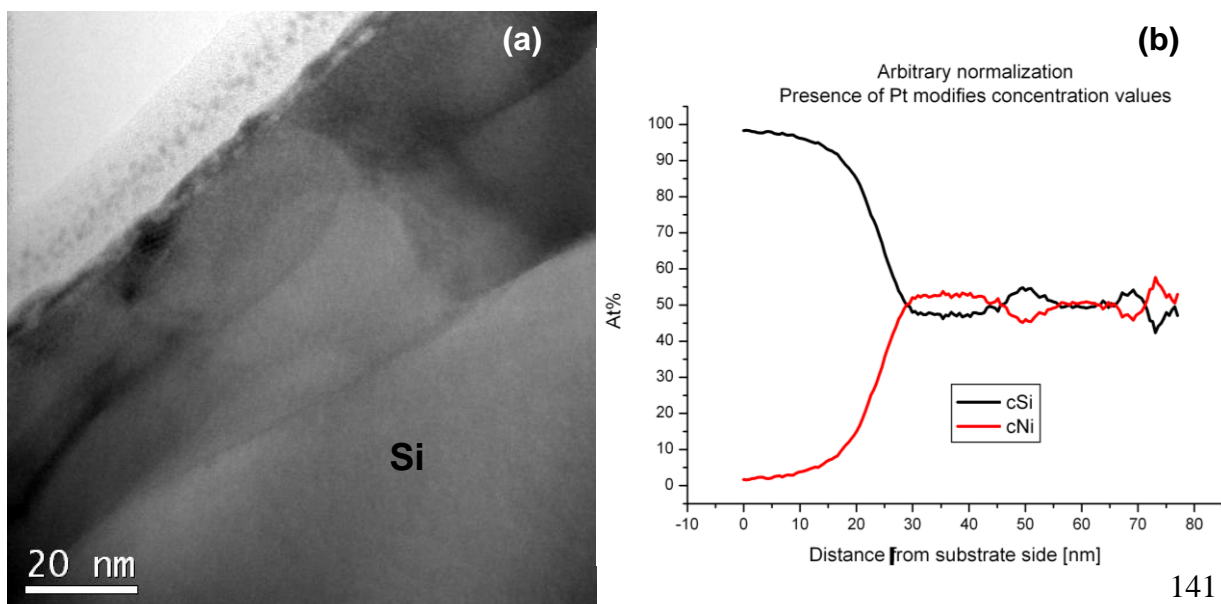 (a)
Si
20 nm
(b)
Arbitrary normalization
Presence of Pt modifies concentration values
At%
100
90
80
70
60
50
40
30
20
10
0
cSi
cNi
-10 0 10 20 30 40 50 60 70 80
Distance from substrate side [nm]
141